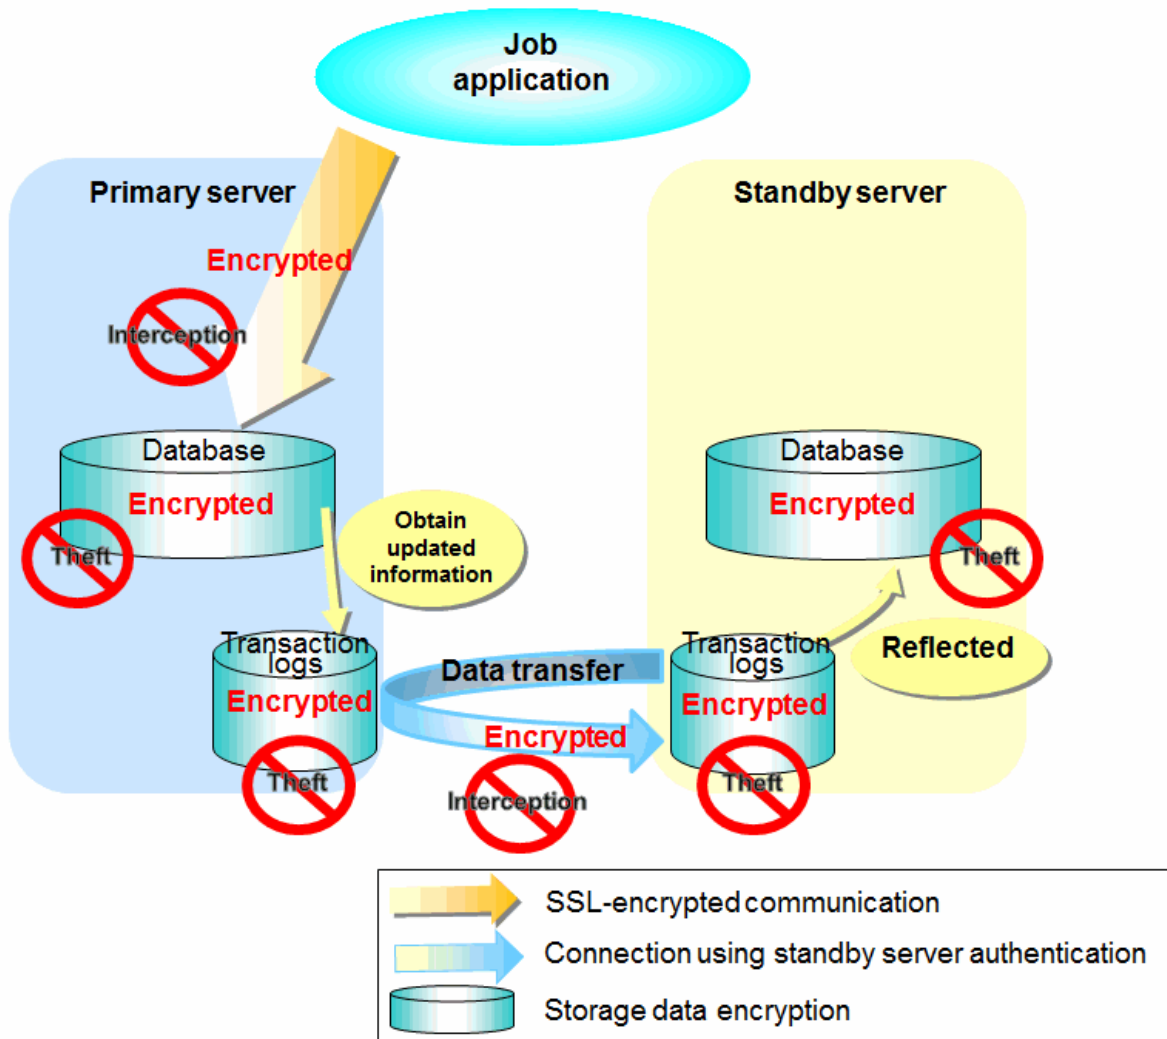 Job
application
Primary server
Standby server
Encrypted
Interception
Database
Encrypted
Theft
Obtain
updated
information
Database
Encrypted
Theft
Transaction
logs
Encrypted
Theft
Data transfer
Encrypted
Interception
Transaction
logs
Encrypted
Theft
Reflected
SSL-encrypted communication
Connection using standby server authentication
Storage data encryption